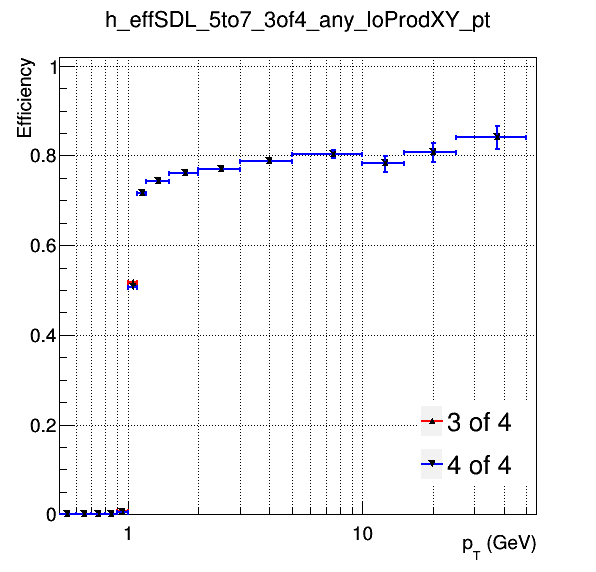 h_effSDL_5to7_3of4_any_loProdXY_pt
Efficiency
1
0.8
0.6
0.4
0.2
0
3 of 4
4 of 4
1
10
p_T (GeV)